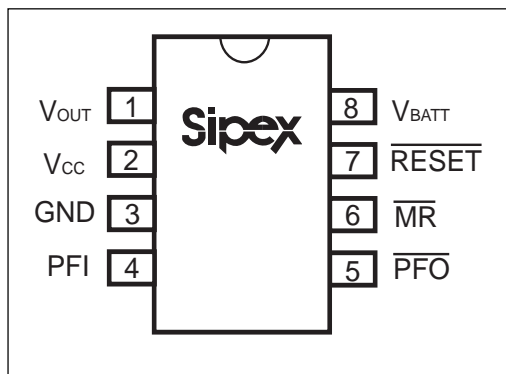 Sipex
VOUT 1
VCC 2
GND 3
PFI 4
8 VBATT
7 RESET
6 MR
5 PFO